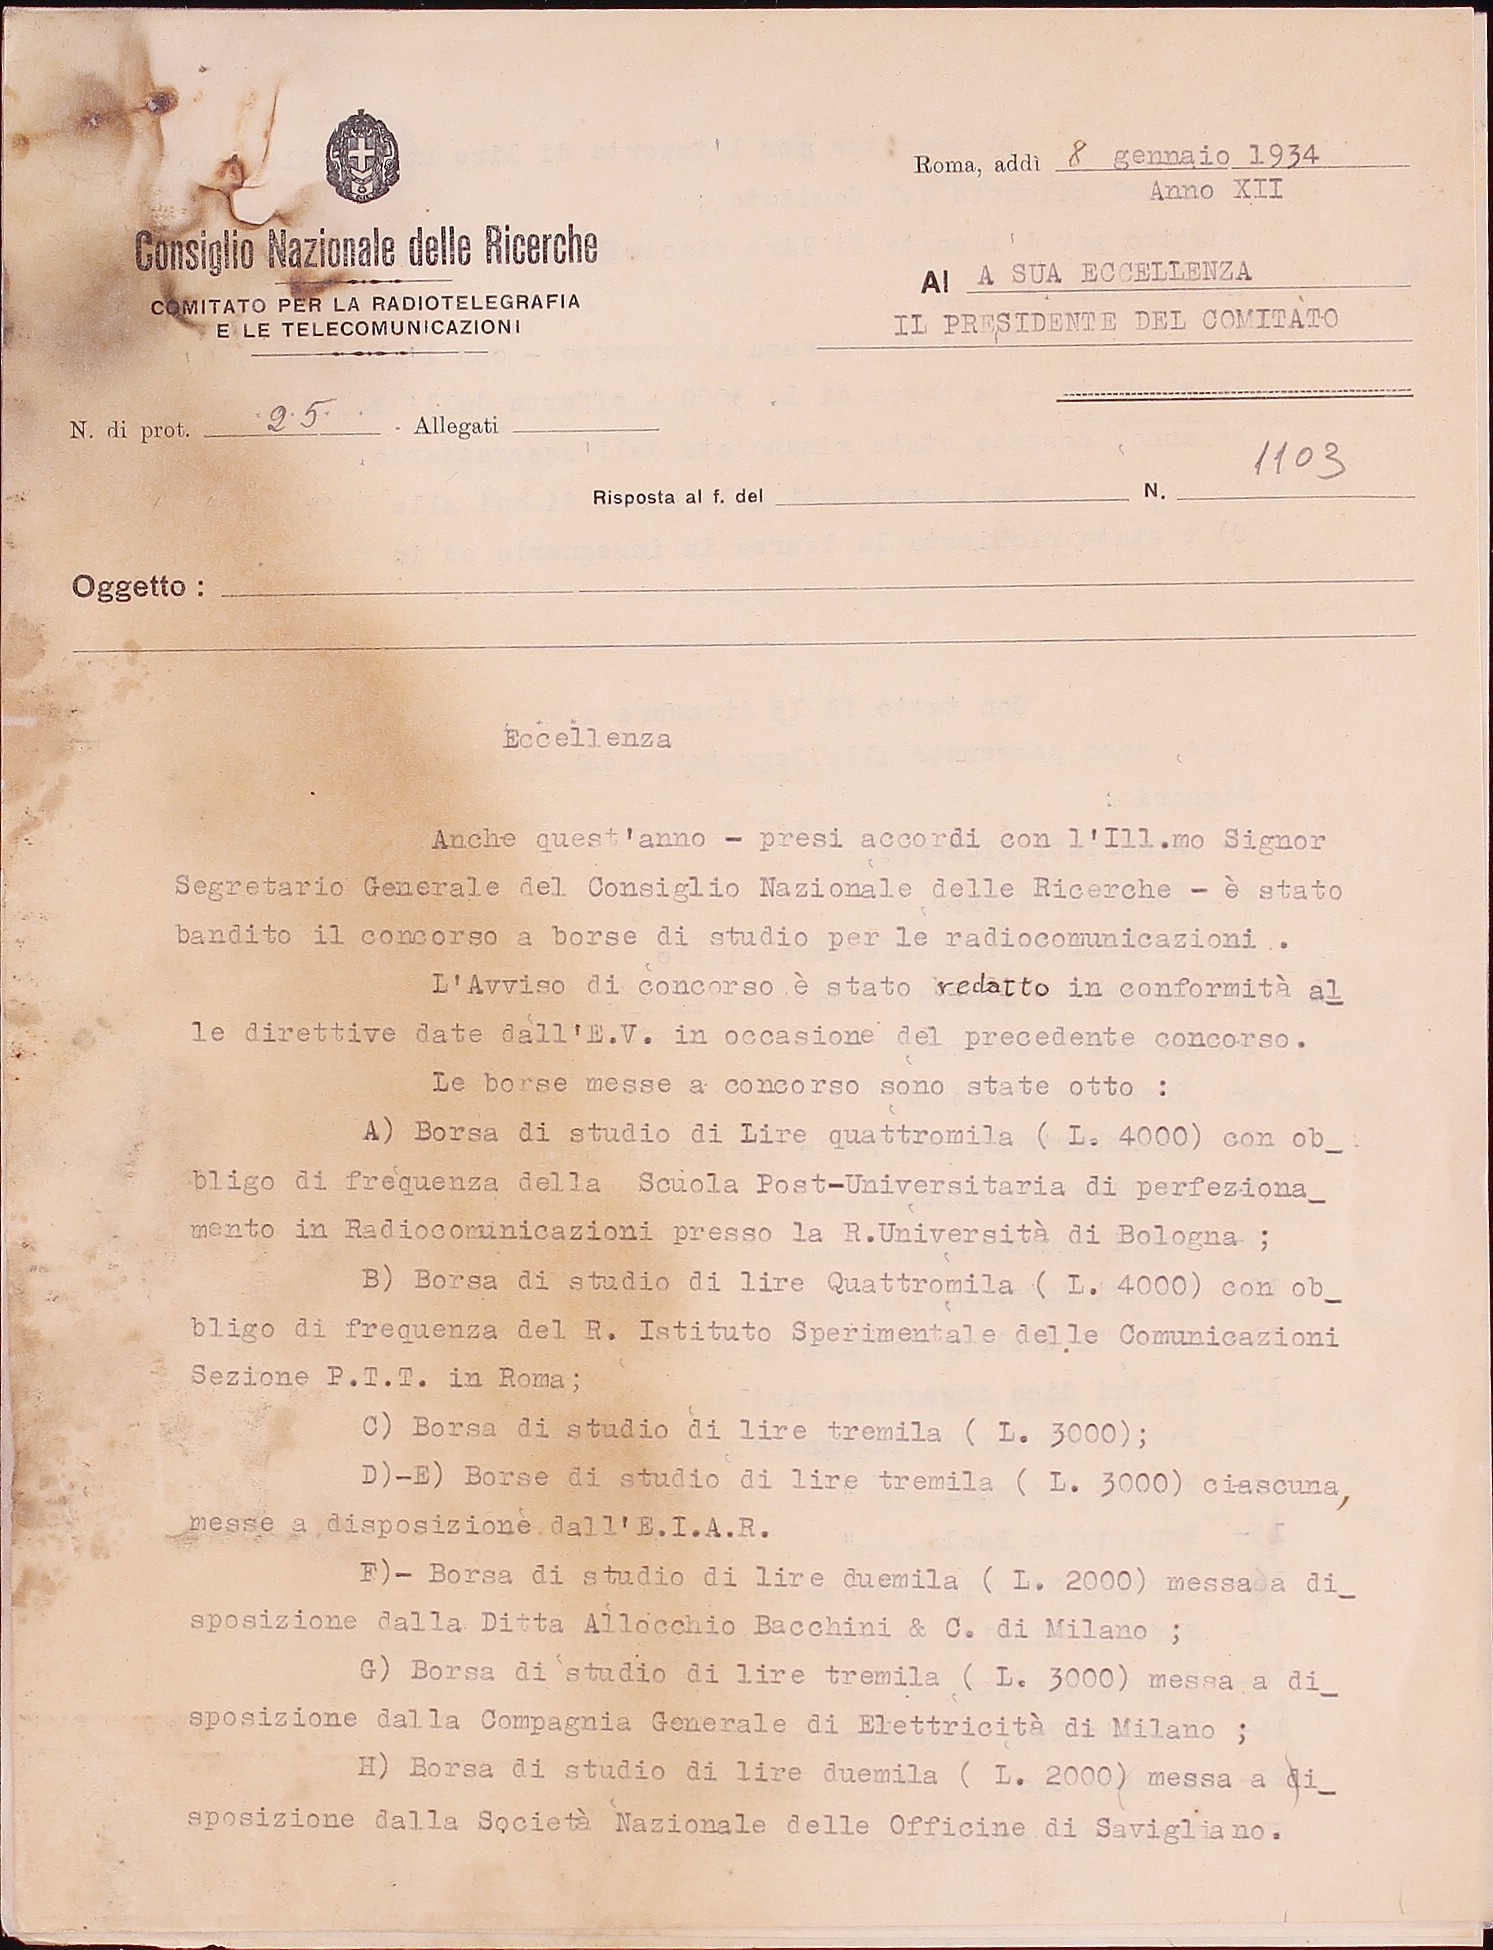 Roma, addì 8 gennaio 1934
Anno XII
Consiglio Nazionale delle Ricerche
COMITATO PER LA RADIOTELEGRAFIA
E LE TELECOMUNICAZIONI
Al A SUA ECCELLENZA
IL PRESIDENTE DEL COMITATO
N. di prot. 25 - Allegati
1103
Risposta al f. del N.
Oggetto :
Eccellenza
Anche quest'anno - presi accordi con l'Ill.mo Signor
Segretario Generale del Consiglio Nazionale delle Ricerche - è stato
bandito il concorso a borse di studio per le radiocomunicazioni .
L'Avviso di concorso è stato redatto in conformità al
le direttive date dall'E.V. in occasione del precedente concorso.
Le borse messe a concorso sono state otto :
A) Borsa di studio di Lire quattromila ( L. 4000) con ob_
bligo di frequenza della Scuola Post-Universitaria di perfeziona_
mento in Radiocomunicazioni presso la R.Università di Bologna ;
B) Borsa di studio di lire Quattromila ( L. 4000) con ob_
bligo di frequenza del R. Istituto Sperimentale delle Comunicazioni
Sezione P.T.T. in Roma;
C) Borsa di studio di lire tremila ( L. 3000);
D)-E) Borse di studio di lire tremila ( L. 3000) ciascuna,
messe a disposizione dall'E.I.A.R.
F)- Borsa di studio di lire duemila ( L. 2000) messa a di_
sposizione dalla Ditta Allocchio Bacchini & C. di Milano ;
G) Borsa di studio di lire tremila ( L. 3000) messa a di_
sposizione dalla Compagnia Generale di Elettricità di Milano ;
H) Borsa di studio di lire duemila ( L. 2000) messa a di_
sposizione dalla Società Nazionale delle Officine di Savigliano.